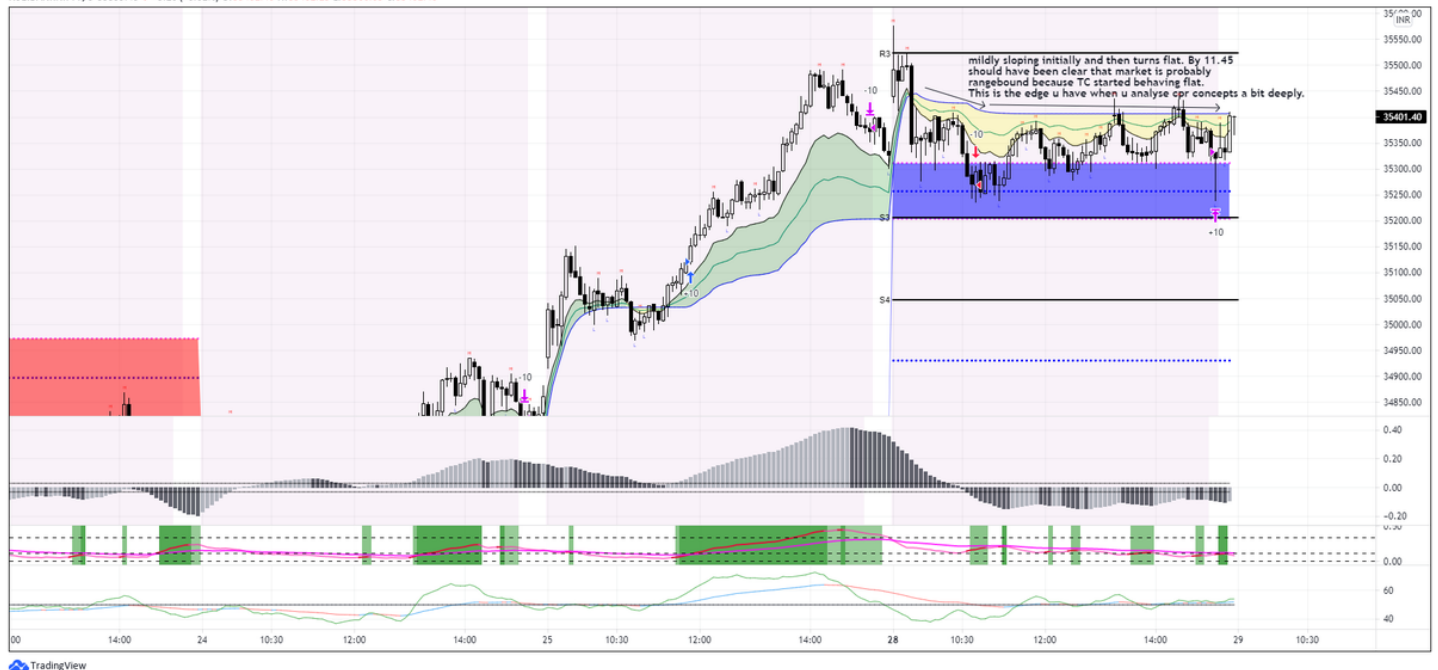 INR
35550.00
35500.00
35450.00
35401.40
35350.00
35300.00
35250.00
35200.00
35150.00
35100.00
35050.00
35000.00
34950.00
34900.00
34850.00
R3
mildly sloping initially and then turns flat. By 11.45
should have been clear that market is probably
rangebound because TC started behaving flat.
This is the edge u have when u analyse cpr concepts a bit deeply.
-10
-10
S3
+10
+10
S4
-10
0.40
0.20
0.00
-0.20
0.00
60
40
:00 14:00 24 10:30 12:00 14:00 25 10:30 12:00 14:00 28 10:30 12:00 14:00 29 10:30
TradingView